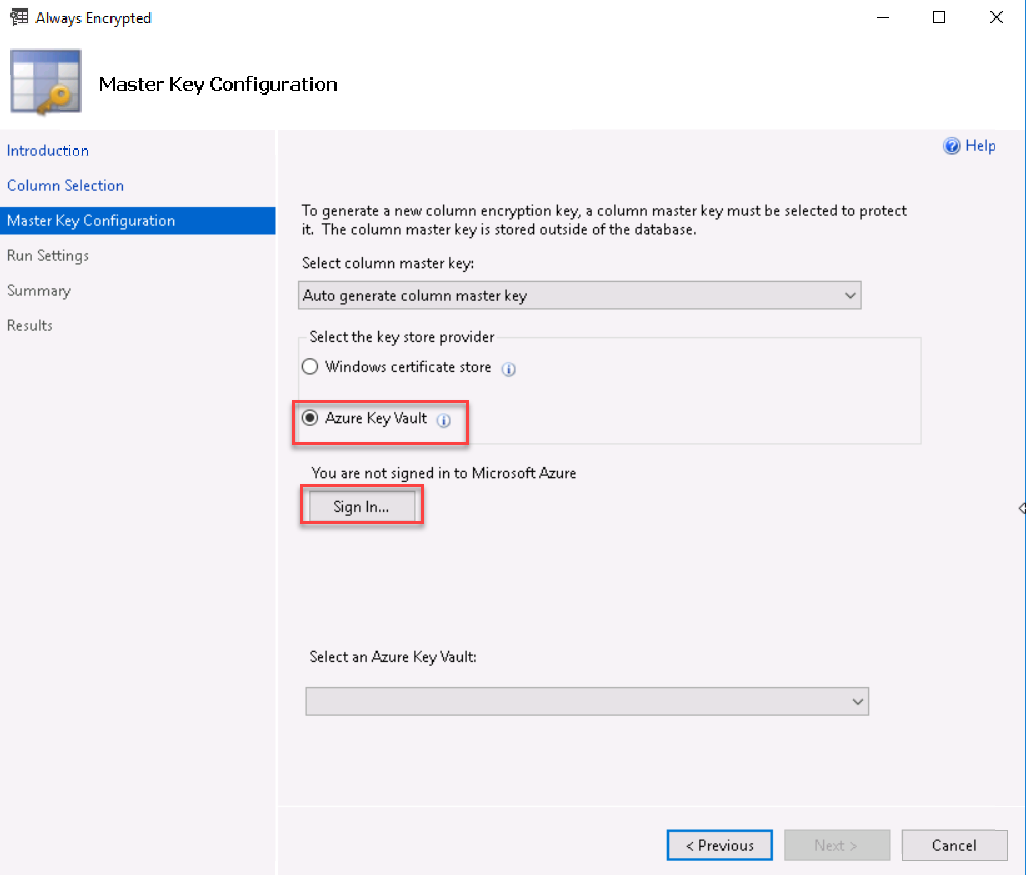 Always Encrypted
Master Key Configuration
Introduction
Column Selection
Master Key Configuration
Run Settings
Summary
Results
Help
To generate a new column encryption key, a column master key must be selected to protect
it.  The column master key is stored outside of the database.
Select column master key:
Auto generate column master key
Select the key store provider
Windows certificate store
Azure Key Vault
You are not signed in to Microsoft Azure
Sign In...
Select an Azure Key Vault:
< Previous
Next >
Cancel